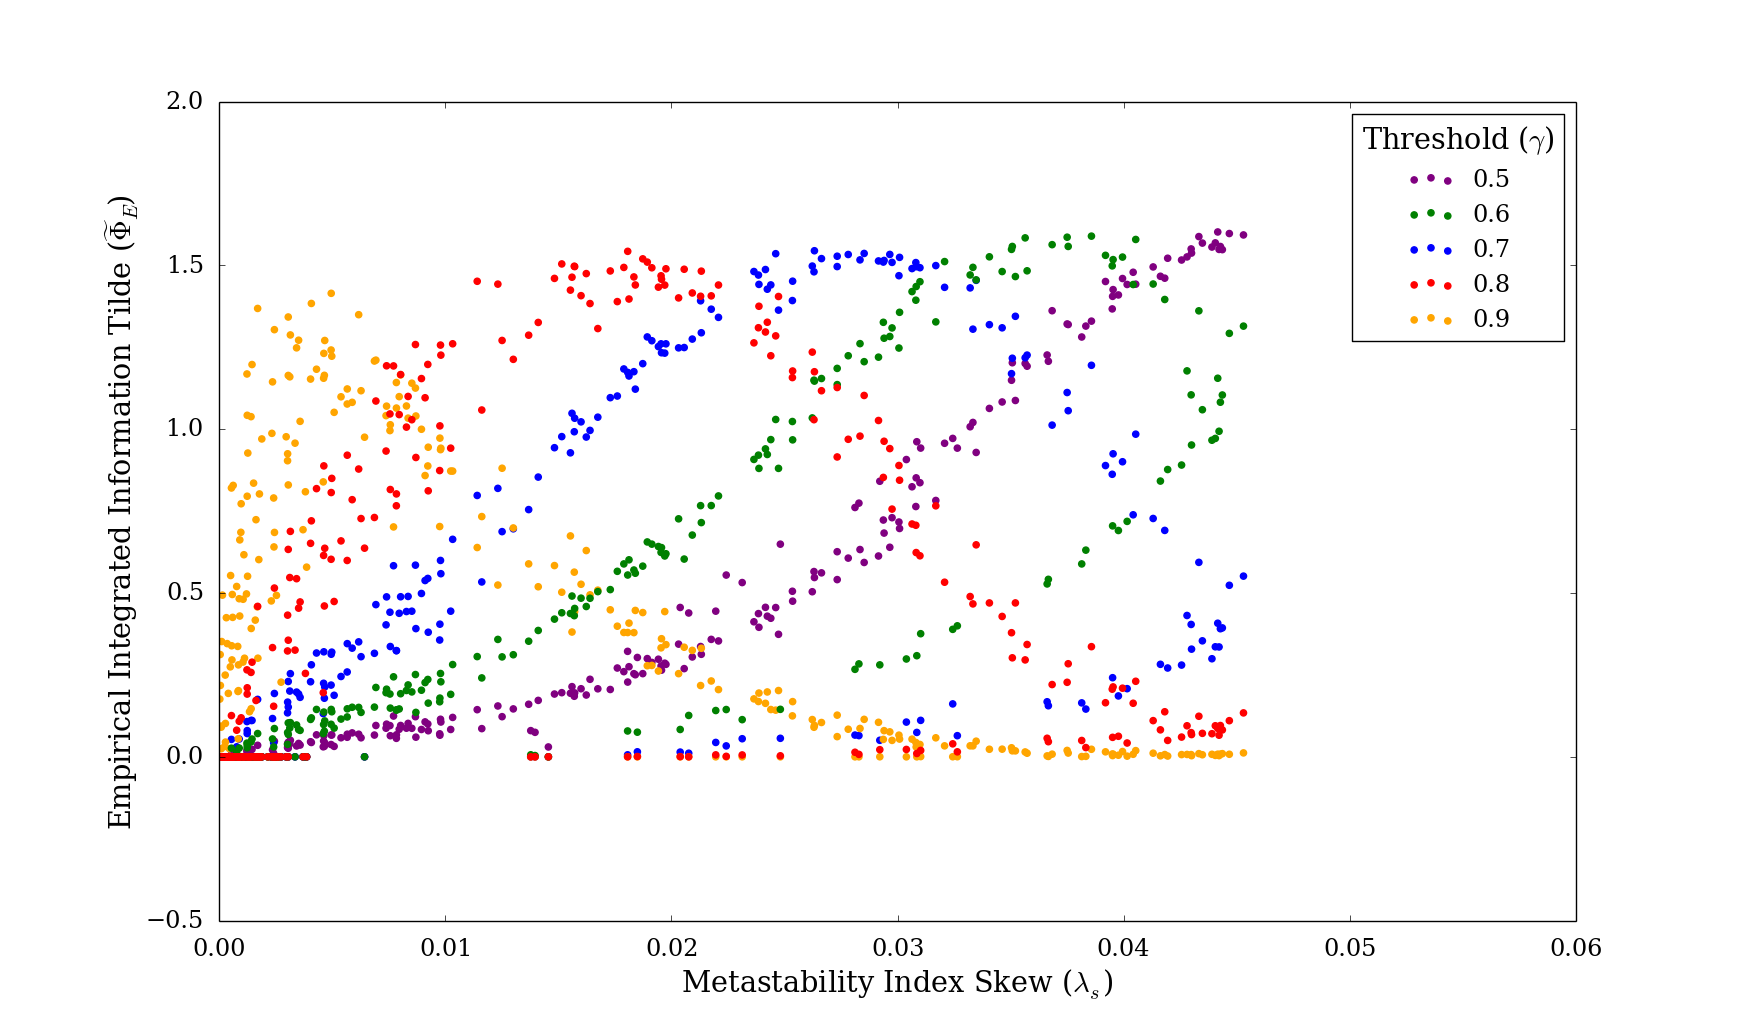 2.0
1.5
1.0
0.5
0.0
−0.5
0.00 0.01 0.02 0.03 0.04 0.05 0.06
Empirical Integrated Information Tilde (Φ̃_E)
Metastability Index Skew (λ_s)
Threshold (γ)
0.5
0.6
0.7
0.8
0.9